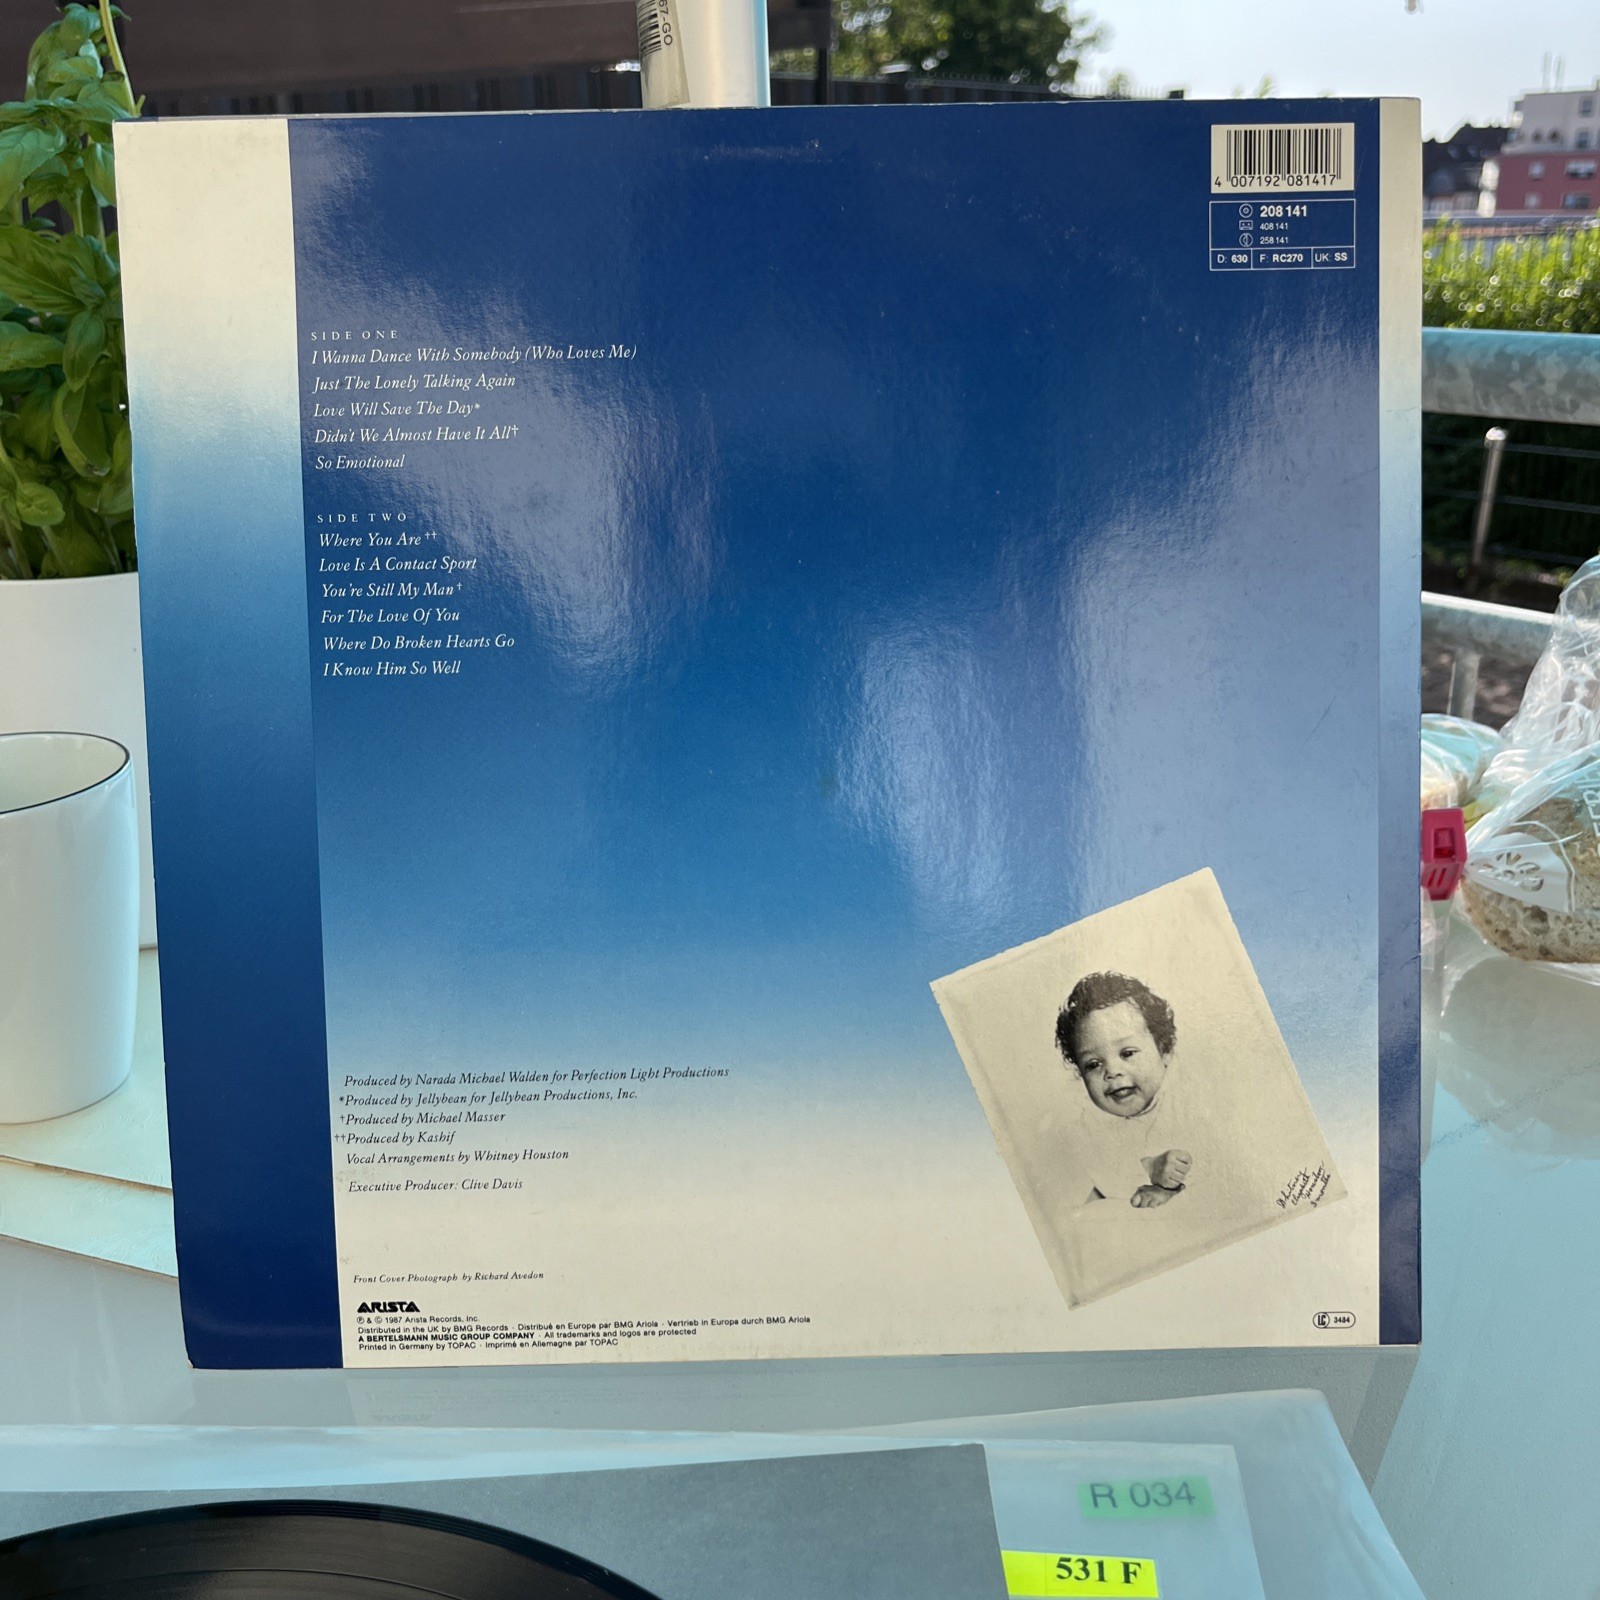 67-GO
4 007192 081417
208 141
408 141
258 141
D: 630 F: RC270 UK: SS
SIDE ONE
I Wanna Dance With Somebody (Who Loves Me)
Just The Lonely Talking Again
Love Will Save The Day*
Didn't We Almost Have It All†
So Emotional
SIDE TWO
Where You Are ††
Love Is A Contact Sport
You're Still My Man †
For The Love Of You
Where Do Broken Hearts Go
I Know Him So Well
Produced by Narada Michael Walden for Perfection Light Productions
*Produced by Jellybean for Jellybean Productions, Inc.
†Produced by Michael Masser
††Produced by Kashif
Vocal Arrangements by Whitney Houston
Executive Producer: Clive Davis
Whitney
Elizabeth
Houston
3 months
Front Cover Photograph by Richard Avedon
ARISTA
℗ & © 1987 Arista Records, Inc.
Distributed in the UK by BMG Records · Distribué en Europe par BMG Ariola · Vertrieb in Europa durch BMG Ariola
A BERTELSMANN MUSIC GROUP COMPANY · All trademarks and logos are protected
Printed in Germany by TOPAC · Imprimé en Allemagne par TOPAC
LC 3484
R 034
531 F